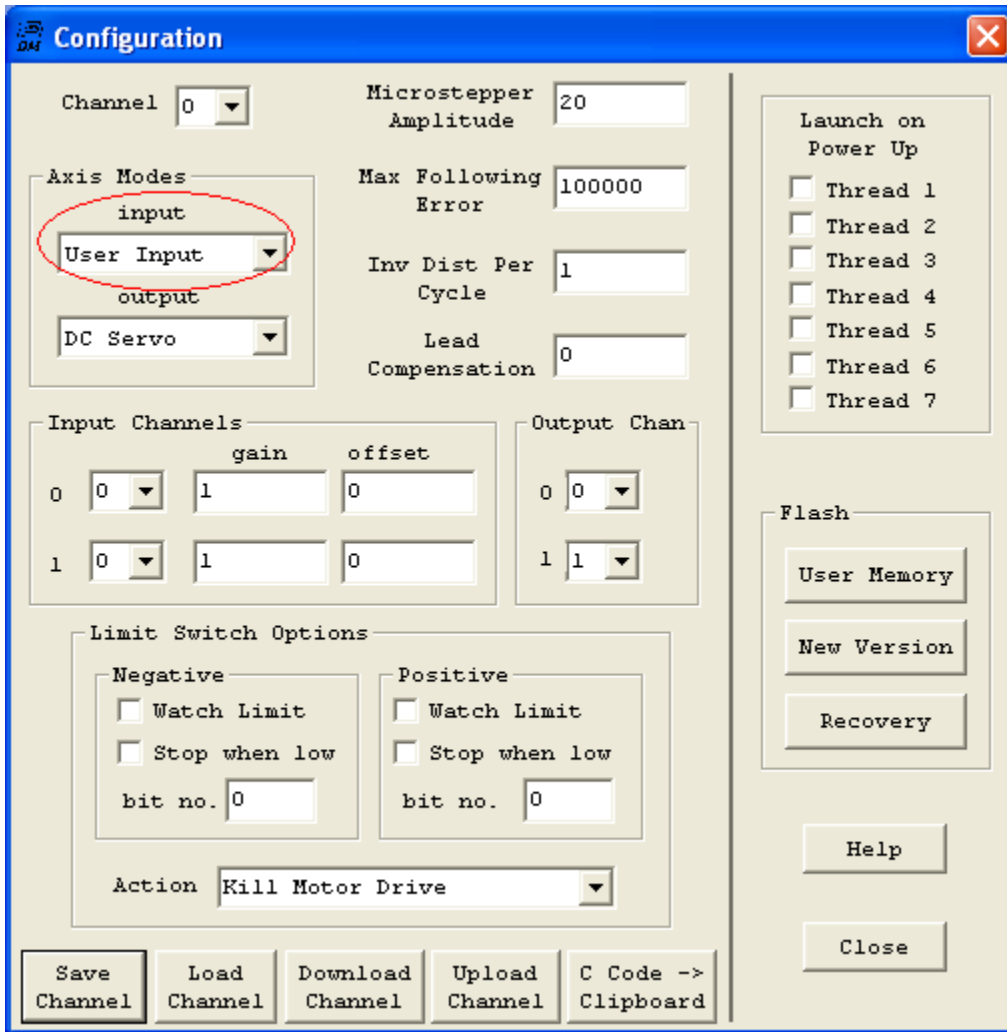 DM Configuration
Channel 0
Microstepper
Amplitude
20
Axis Modes
input
User Input
output
DC Servo
Max Following
Error
100000
Inv Dist Per
Cycle
1
Lead
Compensation
0
Launch on
Power Up
Thread 1
Thread 2
Thread 3
Thread 4
Thread 5
Thread 6
Thread 7
Input Channels
gain offset
0 0 1 0
1 0 1 0
Output Chan
0 0
1 1
Flash
User Memory
New Version
Recovery
Limit Switch Options
Negative
Watch Limit
Stop when low
bit no. 0
Positive
Watch Limit
Stop when low
bit no. 0
Action Kill Motor Drive
Help
Close
Save
Channel
Load
Channel
Download
Channel
Upload
Channel
C Code ->
Clipboard